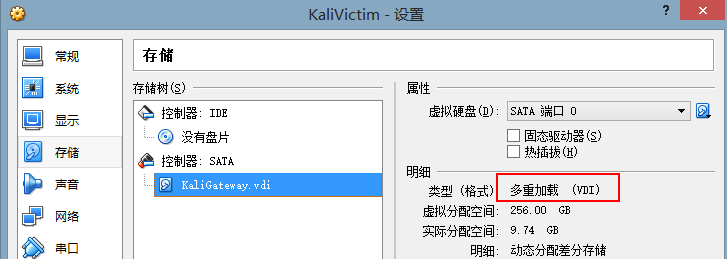 KaliVictim - 设置
?
常规
系统
显示
存储
声音
网络
串口
存储
存储树(S)
控制器: IDE
没有盘片
控制器: SATA
KaliGateway.vdi
属性
虚拟硬盘(D): SATA 端口 0
固态驱动器(S)
热插拔(H)
明细
类型 (格式): 多重加载 (VDI)
虚拟分配空间: 256.00 GB
实际分配空间: 9.74 GB
明细: 动态分配差分存储